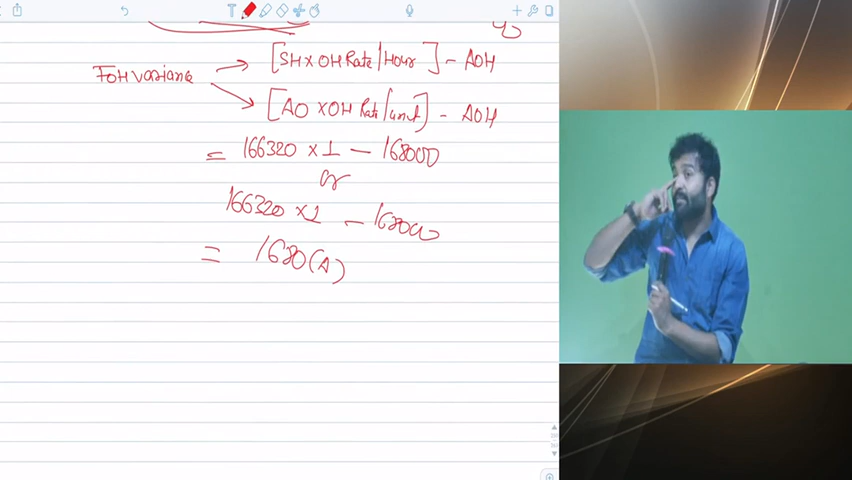 [SH x OH Rate/Hour ] - AOH
FOH variance
[AO x OH Rate/unit] - AOH
= 166320 x 1 - 168000
or
166320 x 1 - 168000
= 1680 (A)